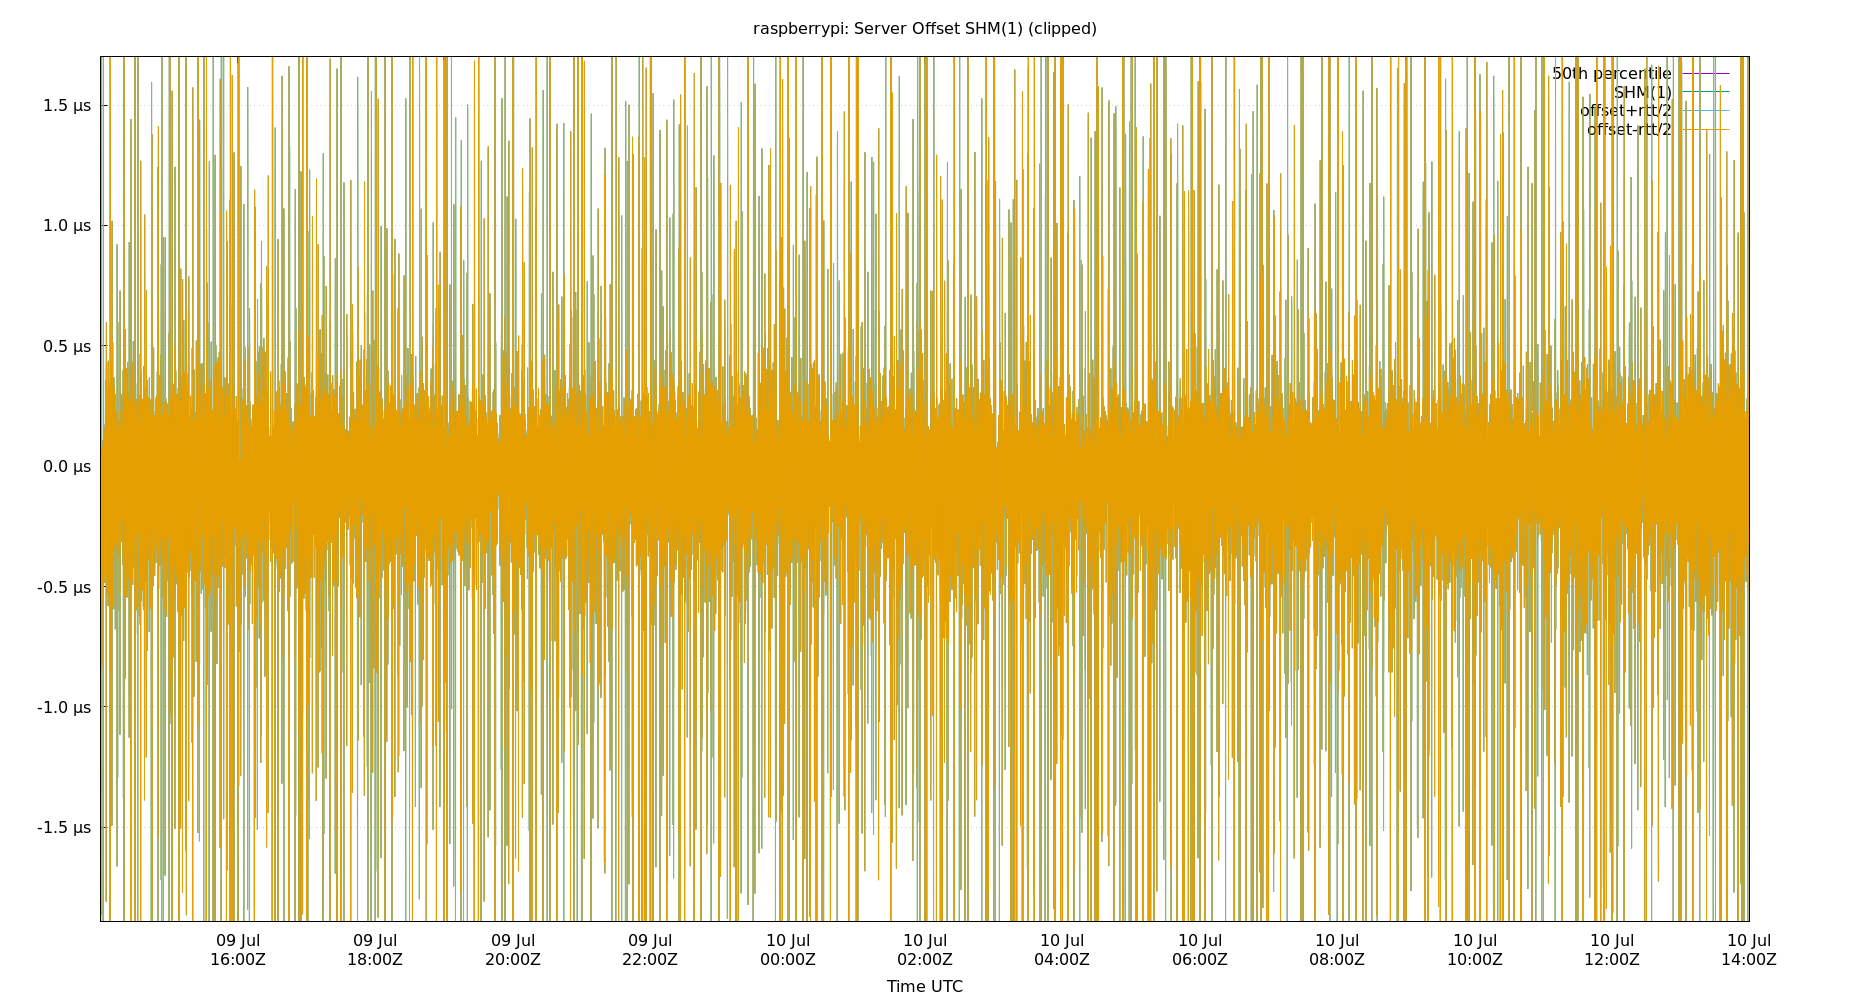 raspberrypi: Server Offset SHM(1) (clipped)
50th percentile
SHM(1)
offset+rtt/2
offset-rtt/2
1.5 µs
1.0 µs
0.5 µs
0.0 µs
-0.5 µs
-1.0 µs
-1.5 µs
09 Jul 09 Jul 09 Jul 09 Jul 10 Jul 10 Jul 10 Jul 10 Jul 10 Jul 10 Jul 10 Jul 10 Jul
16:00Z 18:00Z 20:00Z 22:00Z 00:00Z 02:00Z 04:00Z 06:00Z 08:00Z 10:00Z 12:00Z 14:00Z
Time UTC